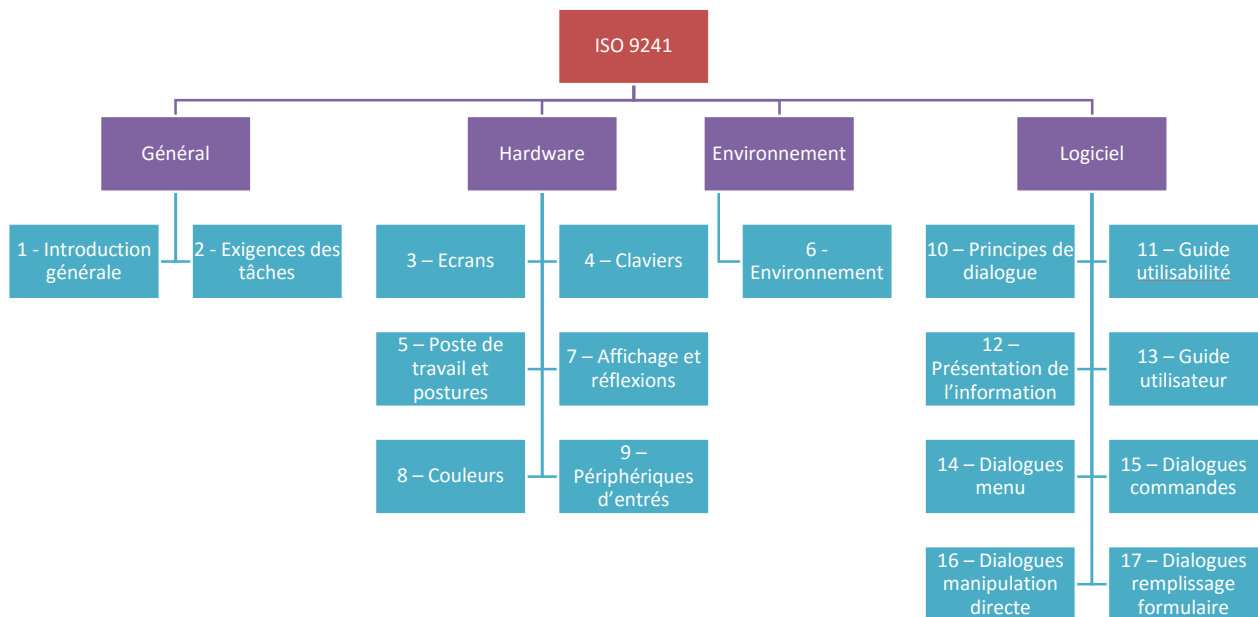 ISO 9241
Général
Hardware
Environnement
Logiciel
1 - Introduction
générale
2 - Exigences des
tâches
3 – Ecrans
4 – Claviers
6 -
Environnement
10 – Principes de
dialogue
11 – Guide
utilisabilité
5 – Poste de
travail et
postures
7 – Affichage et
réflexions
12 –
Présentation de
l’information
13 – Guide
utilisateur
8 – Couleurs
9 –
Périphériques
d’entrés
14 – Dialogues
menu
15 – Dialogues
commandes
16 – Dialogues
manipulation
directe
17 – Dialogues
remplissage
formulaire